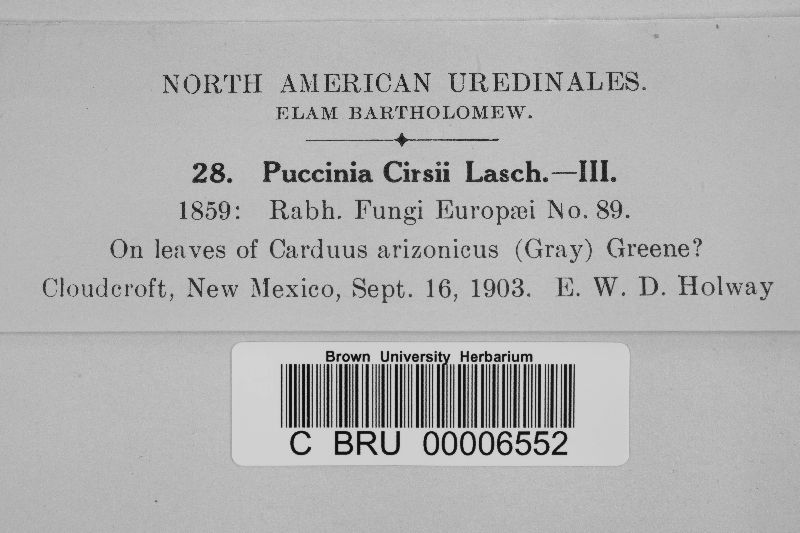 NORTH AMERICAN UREDINALES.
ELAM BARTHOLOMEW.
28. Puccinia Cirsii Lasch.—III.
1859: Rabh. Fungi Europæi No. 89.
On leaves of Carduus arizonicus (Gray) Greene?
Cloudcroft, New Mexico, Sept. 16, 1903. E. W. D. Holway
Brown University Herbarium
C BRU 00006552